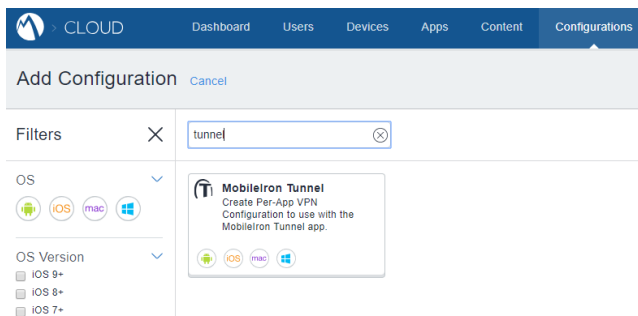 > CLOUD Dashboard Users Devices Apps Content Configurations
Add Configuration Cancel
Filters
tunnel
OS
iOS mac
MobileIron Tunnel
Create Per-App VPN
Configuration to use with the
MobileIron Tunnel app.
iOS mac
OS Version
iOS 9+
iOS 8+
iOS 7+